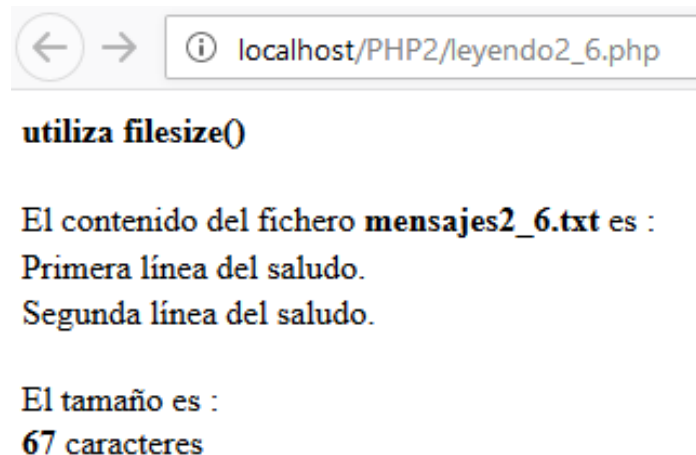 localhost/PHP2/leyendo2_6.php
utiliza filesize()
El contenido del fichero mensajes2_6.txt es :
Primera línea del saludo.
Segunda línea del saludo.
El tamaño es :
67 caracteres